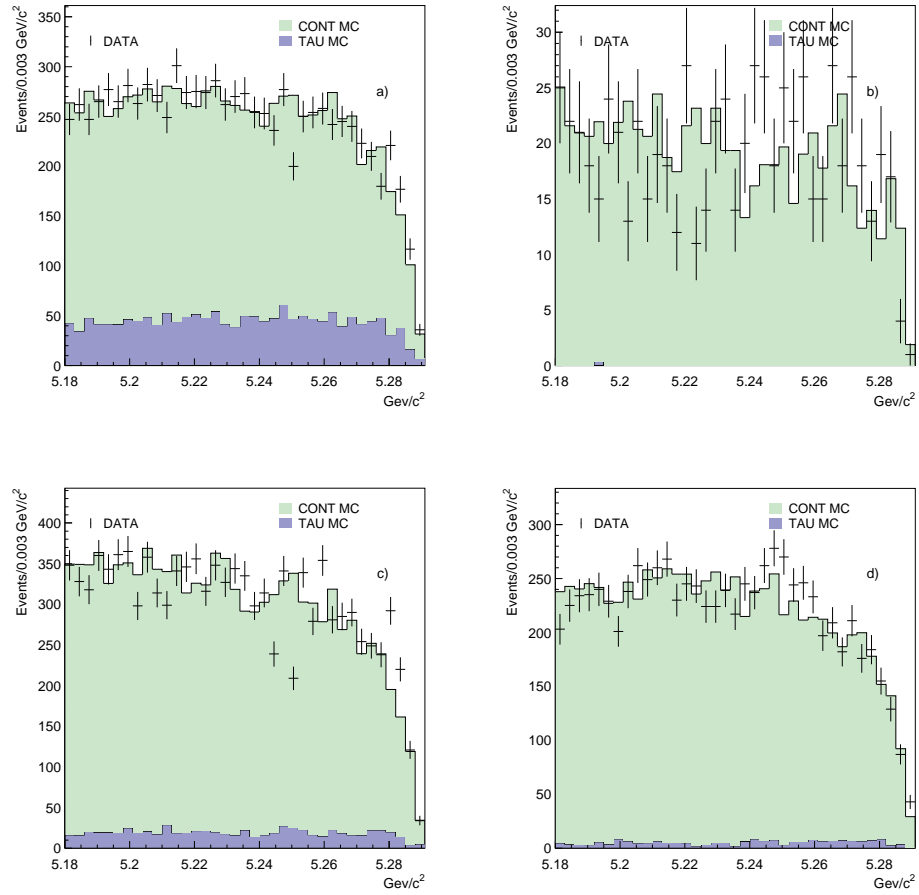 Events/0.003 GeV/c²
350
300
250
200
150
100
50
0
DATA
CONT MC
TAU MC
a)
5.18 5.2 5.22 5.24 5.26 5.28
Gev/c²
Events/0.003 GeV/c²
30
25
20
15
10
5
0
DATA
CONT MC
TAU MC
b)
5.18 5.2 5.22 5.24 5.26 5.28
Gev/c²
Events/0.003 GeV/c²
400
350
300
250
200
150
100
50
0
DATA
CONT MC
TAU MC
c)
5.18 5.2 5.22 5.24 5.26 5.28
Gev/c²
Events/0.003 GeV/c²
300
250
200
150
100
50
0
DATA
CONT MC
TAU MC
d)
5.18 5.2 5.22 5.24 5.26 5.28
Gev/c²